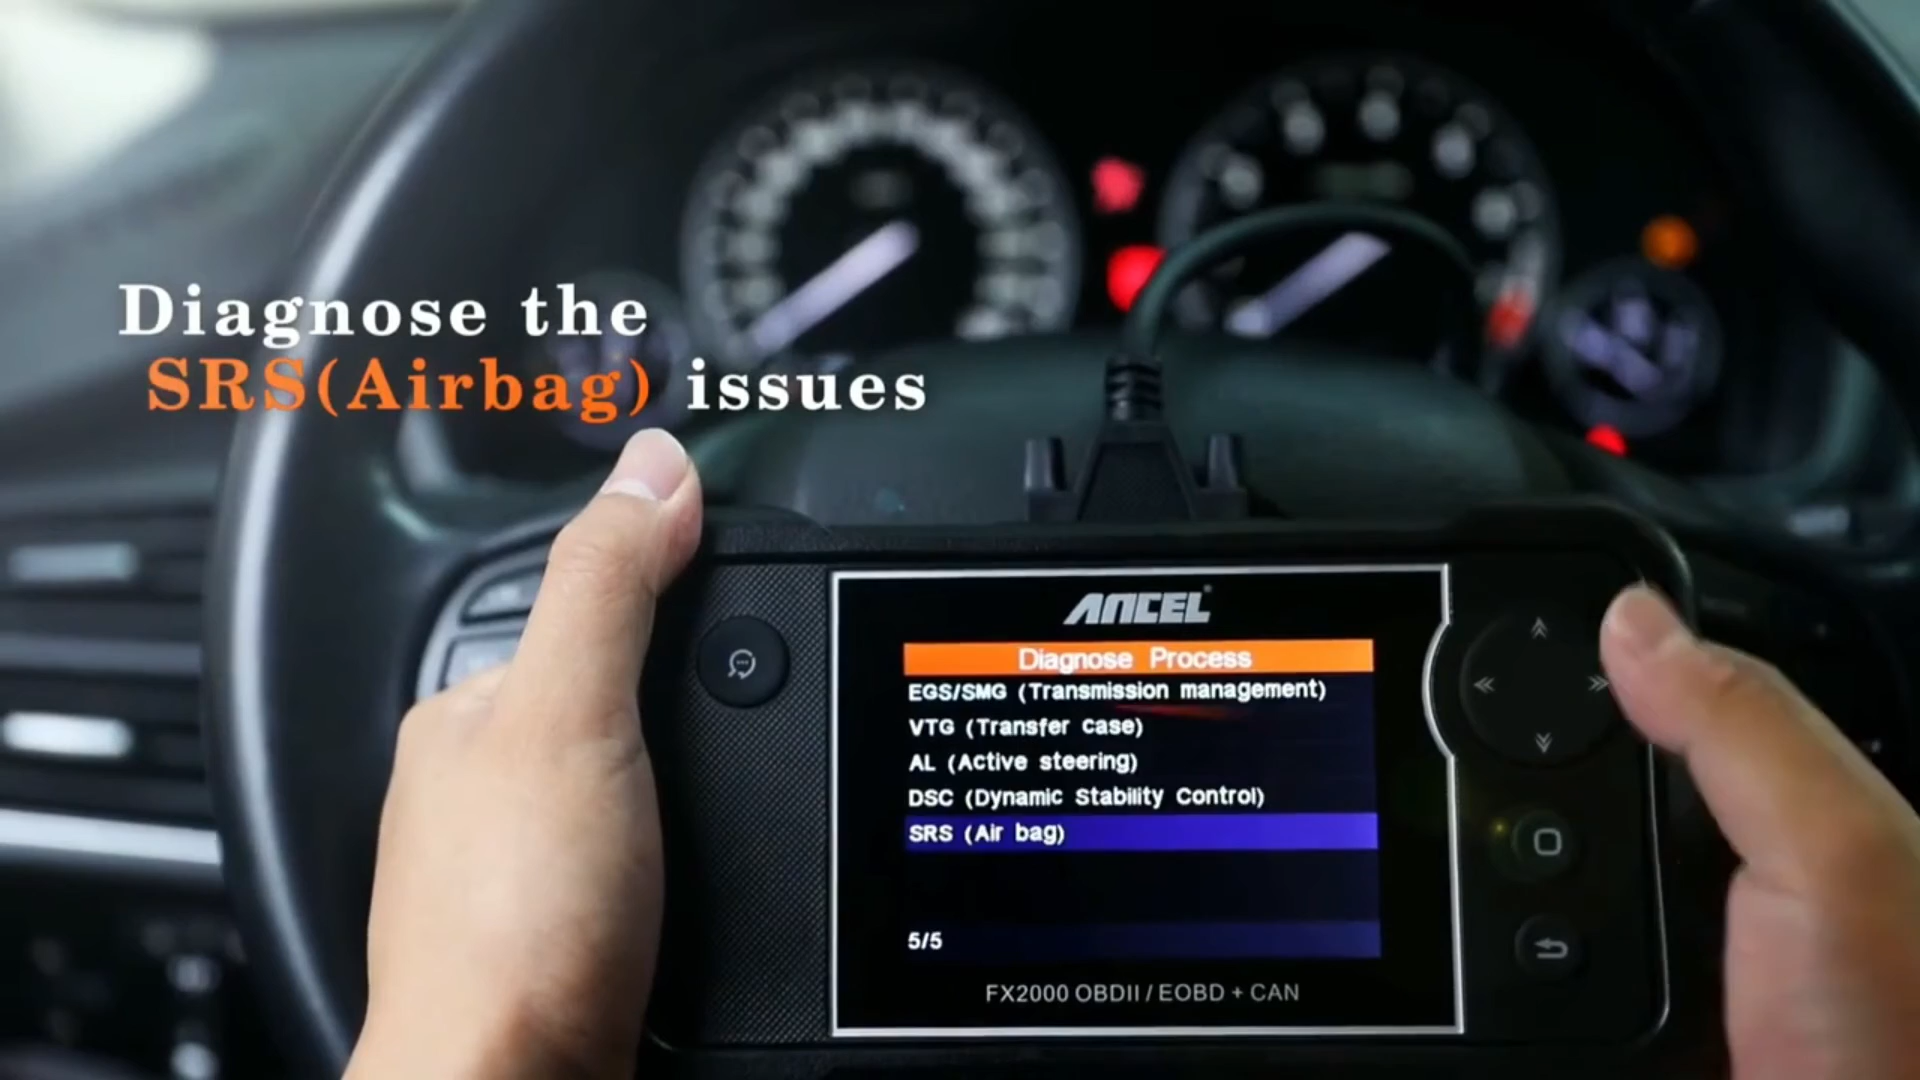 Diagnose the
SRS(Airbag) issues
ANCEL®
Diagnose Process
EGS/SMG (Transmission management)
VTG (Transfer case)
AL (Active steering)
DSC (Dynamic Stability Control)
SRS (Air bag)
5/5
FX2000 OBDII / EOBD + CAN